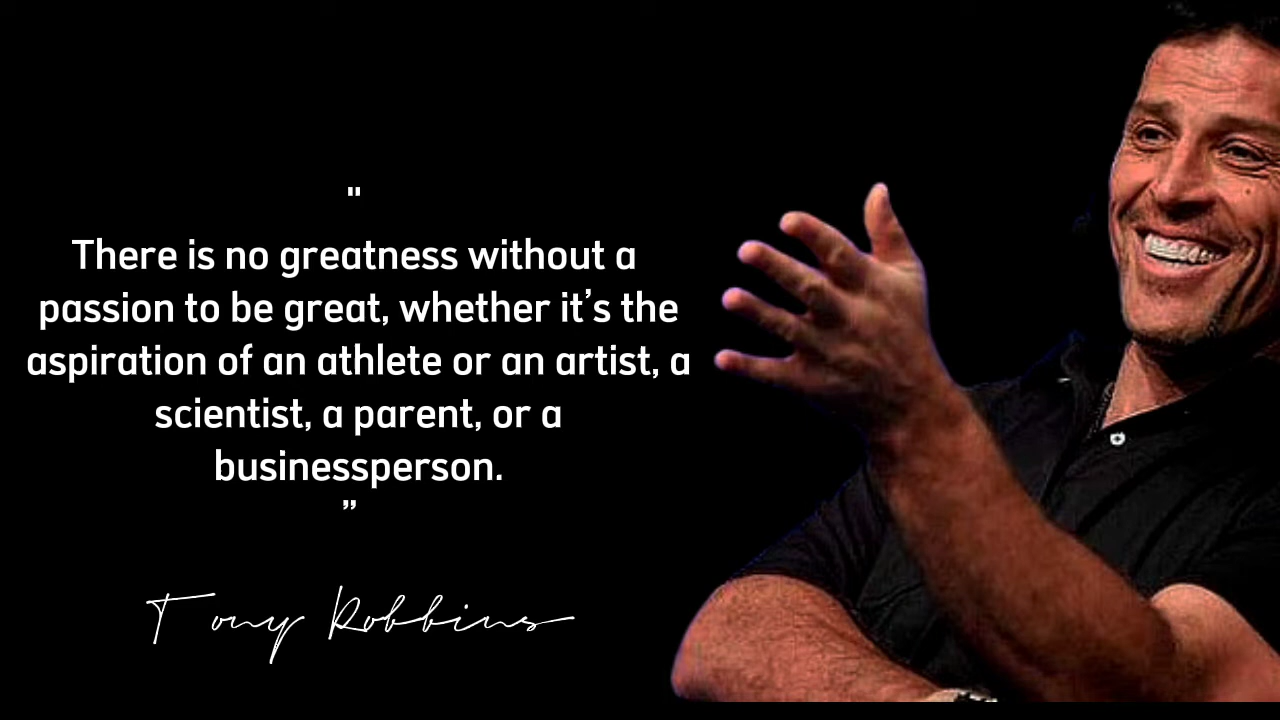 "
There is no greatness without a
passion to be great, whether it’s the
aspiration of an athlete or an artist, a
scientist, a parent, or a
businessperson.
”
Tony Robbins